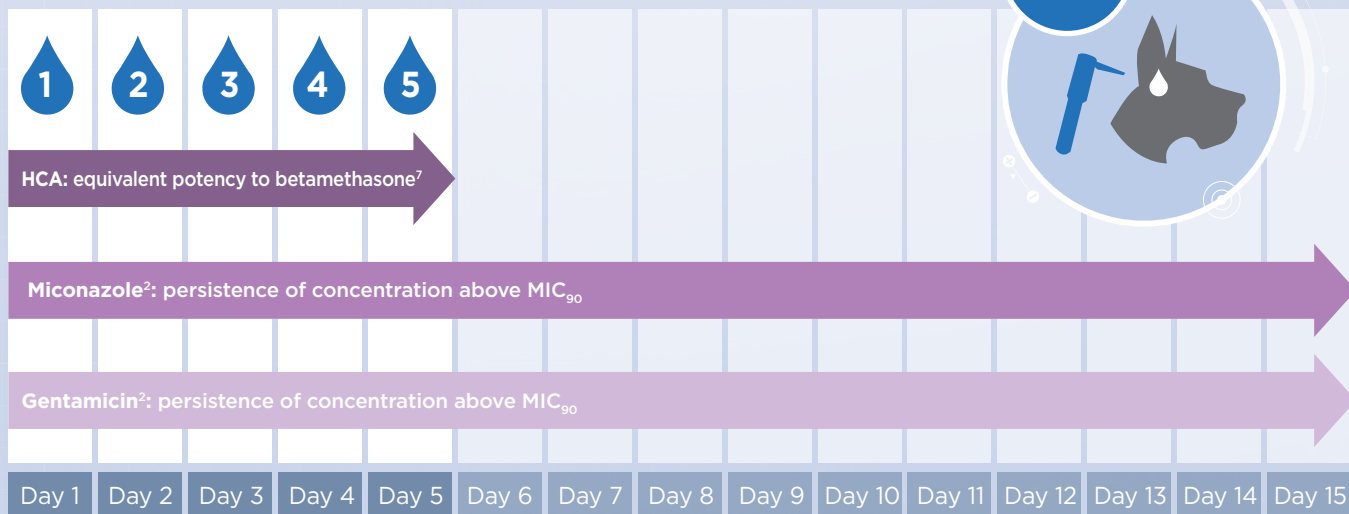 1 2 3 4 5
HCA: equivalent potency to betamethasone⁷
Miconazole²: persistence of concentration above MIC₉₀
Gentamicin²: persistence of concentration above MIC₉₀
Day 1 Day 2 Day 3 Day 4 Day 5 Day 6 Day 7 Day 8 Day 9 Day 10 Day 11 Day 12 Day 13 Day 14 Day 15